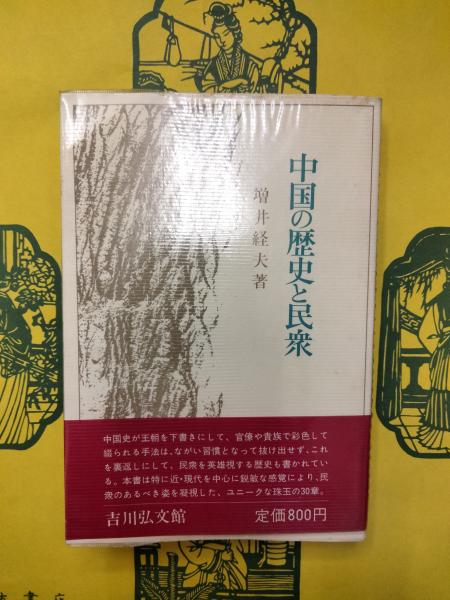 中国の歴史と民衆
増井経夫著
中国史が王朝を下書きにして、官僚や貴族で彩色して
綴られる手法は、ながい習慣となって抜け出せず、これ
を裏返しにして、民衆を英雄視する歴史も書かれてい
る。本書は特に近・現代を中心に鋭敏な感覚により、民
衆のあるべき姿を凝視した、ユニークな珠玉の30章。
吉川弘文館
定価800円
書店